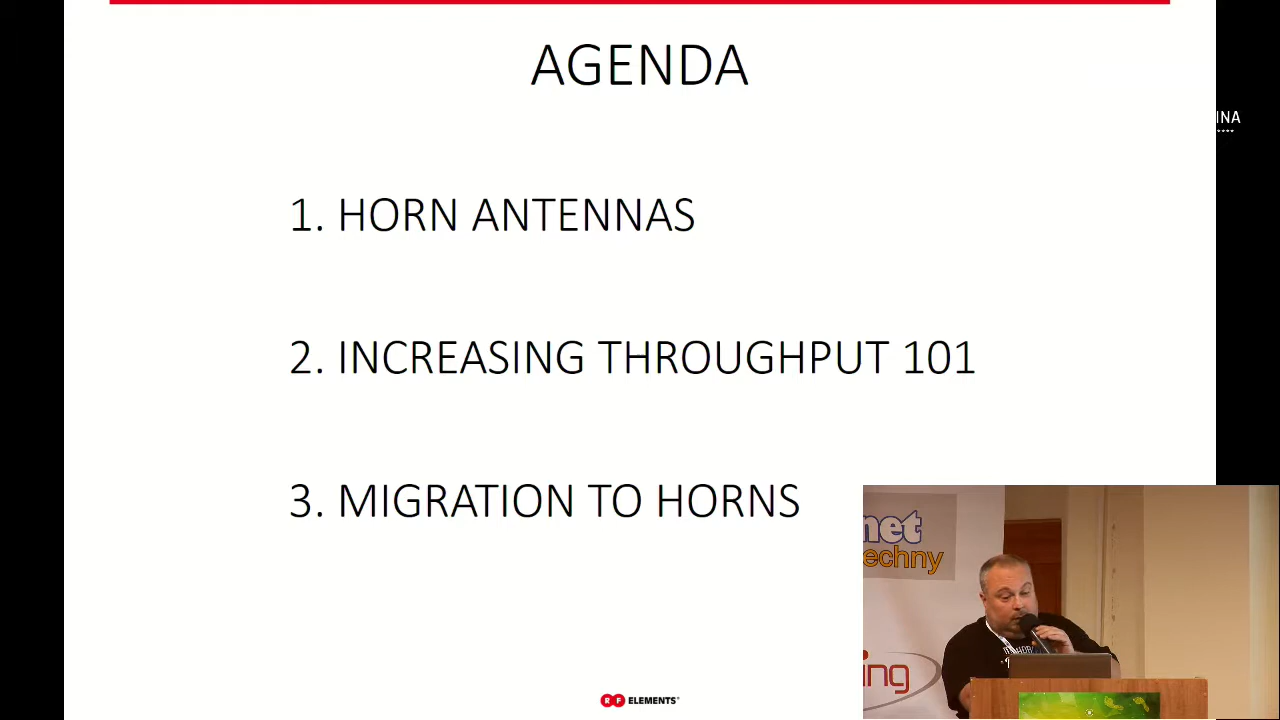 AGENDA
INA
1. HORN ANTENNAS
2. INCREASING THROUGHPUT 101
3. MIGRATION TO HORNS
net
echny
ing
RF ELEMENTS